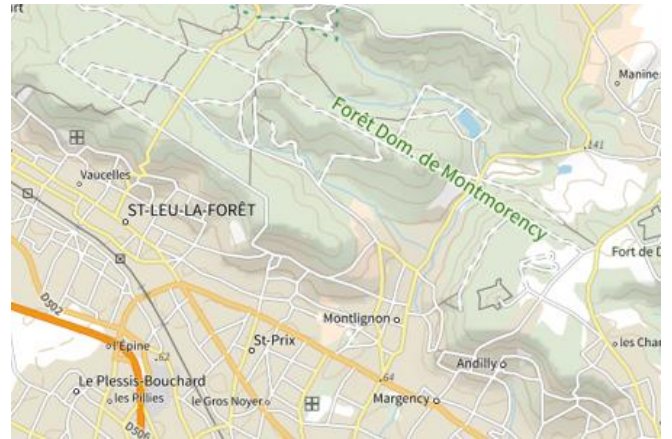 Manine
Forêt Dom. de Montmorency
141
Vaucelles
ST-LEU-LA-FORÊT
Fort de D
D502
Montlignon
l'Épine
62
St-Prix
les Char
Andilly
Le Plessis-Bouchard
64
les Pillies
le Gros Noyer
Margency
D506